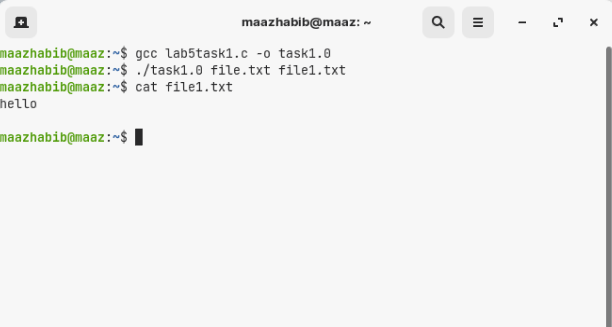 maazhabib@maaz: ~
maazhabib@maaz:~$ gcc lab5task1.c -o task1.0
maazhabib@maaz:~$ ./task1.0 file.txt file1.txt
maazhabib@maaz:~$ cat file1.txt
hello
maazhabib@maaz:~$